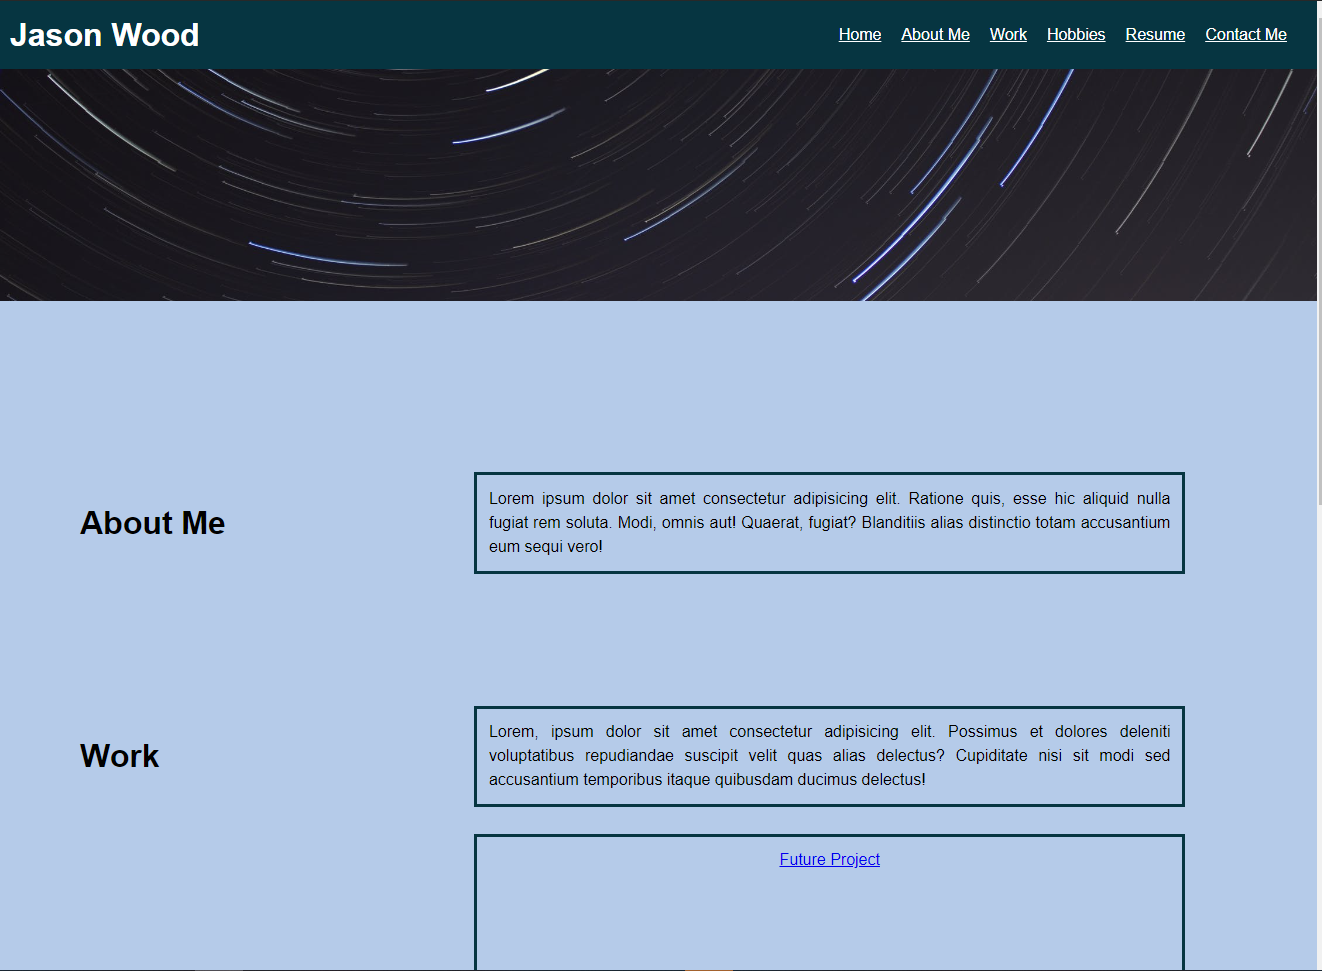 Jason Wood
Home About Me Work Hobbies Resume Contact Me
About Me
Lorem ipsum dolor sit amet consectetur adipisicing elit. Ratione quis, esse hic aliquid nulla
fugiat rem soluta. Modi, omnis aut! Quaerat, fugiat? Blanditiis alias distinctio totam accusantium
eum sequi vero!
Work
Lorem, ipsum dolor sit amet consectetur adipisicing elit. Possimus et dolores deleniti
voluptatibus repudiandae suscipit velit quas alias delectus? Cupiditate nisi sit modi sed
accusantium temporibus itaque quibusdam ducimus delectus!
Future Project